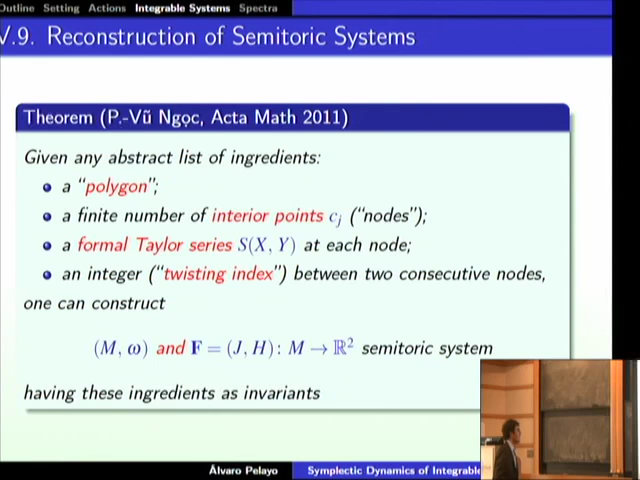 Outline Setting Actions Integrable Systems Spectra
V.9. Reconstruction of Semitoric Systems
Theorem (P.-Vũ Ngọc, Acta Math 2011)
Given any abstract list of ingredients:
a “polygon”;
a finite number of interior points cⱼ (“nodes”);
a formal Taylor series S(X, Y) at each node;
an integer (“twisting index”) between two consecutive nodes,
one can construct
(M, ω) and F = (J, H): M → ℝ² semitoric system
having these ingredients as invariants
Álvaro Pelayo Symplectic Dynamics of Integrable